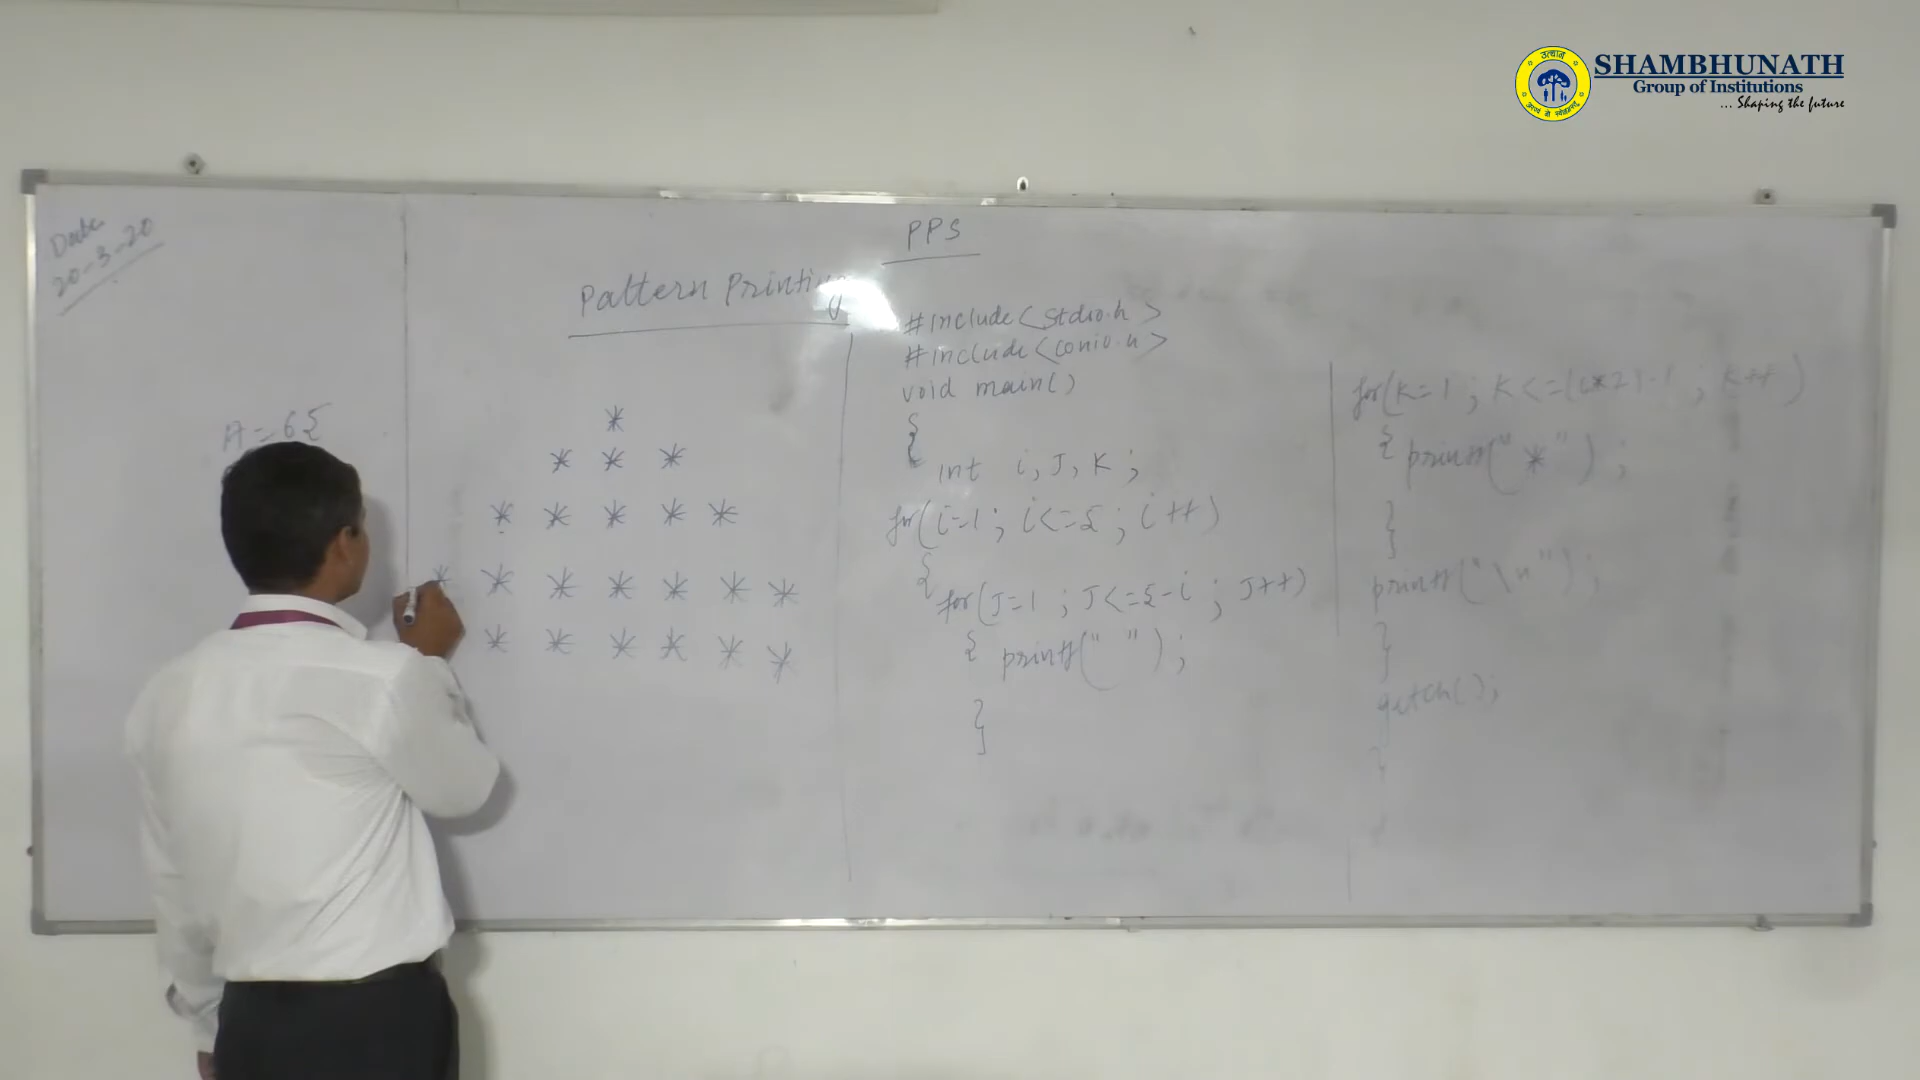 उत्थान
SHAMBHUNATH
Group of Institutions
... Shaping the future
Date
20-3-20
PPS
Pattern Printing
A = 65
*
* * *
* * * * *
* * * * * * *
* * * * * *
#include<stdio.h>
#include<conio.h>
void main()
{
int i, J, K ;
for(i=1 ; i<=5 ; i++)
{
for(J=1 ; J<=5-i ; J++)
{ printf(" ") ;
}
for(K=1 ; K<=(i*2)-1 ; K++)
{ printf("*") ;
}
printf("\n") ;
}
getch();
}